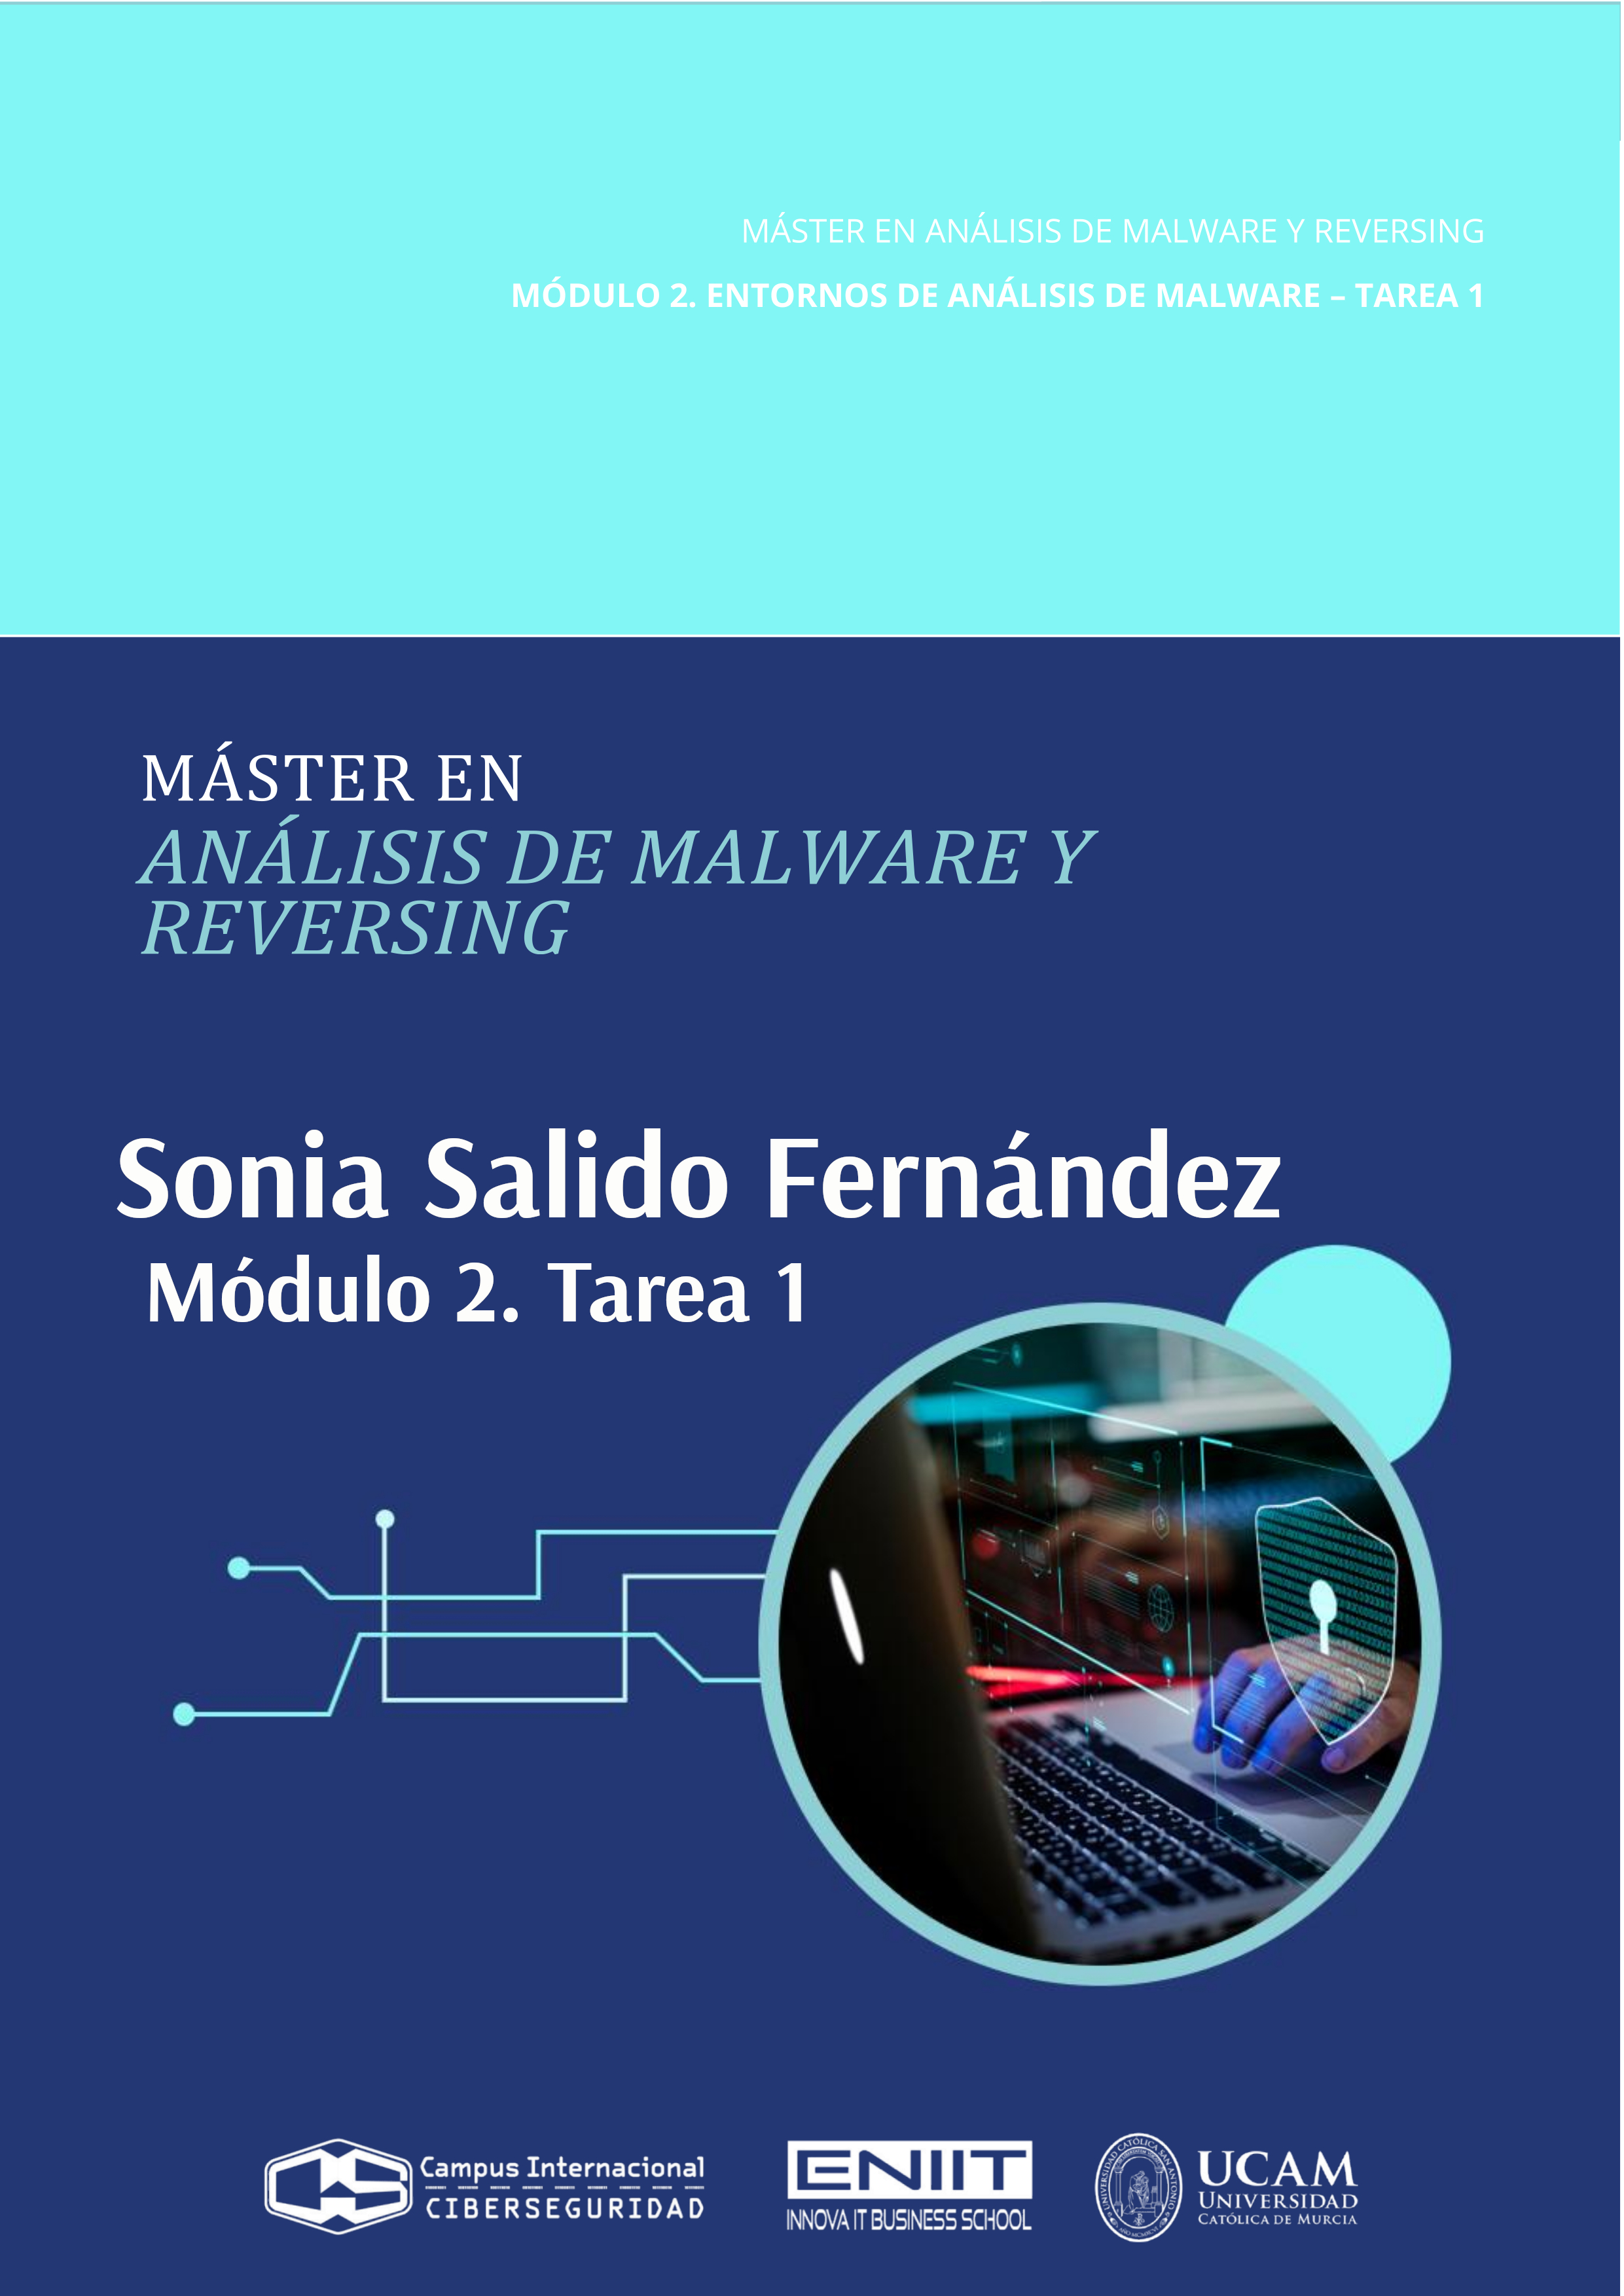 MÁSTER EN ANÁLISIS DE MALWARE Y REVERSING
MÓDULO 2. ENTORNOS DE ANÁLISIS DE MALWARE – TAREA 1
MÁSTER EN
ANÁLISIS DE MALWARE Y
REVERSING
Sonia Salido Fernández
Módulo 2. Tarea 1
Campus Internacional
CIBERSEGURIDAD
ENIIT
INNOVA IT BUSINESS SCHOOL
UCAM
UNIVERSIDAD
CATÓLICA DE MURCIA